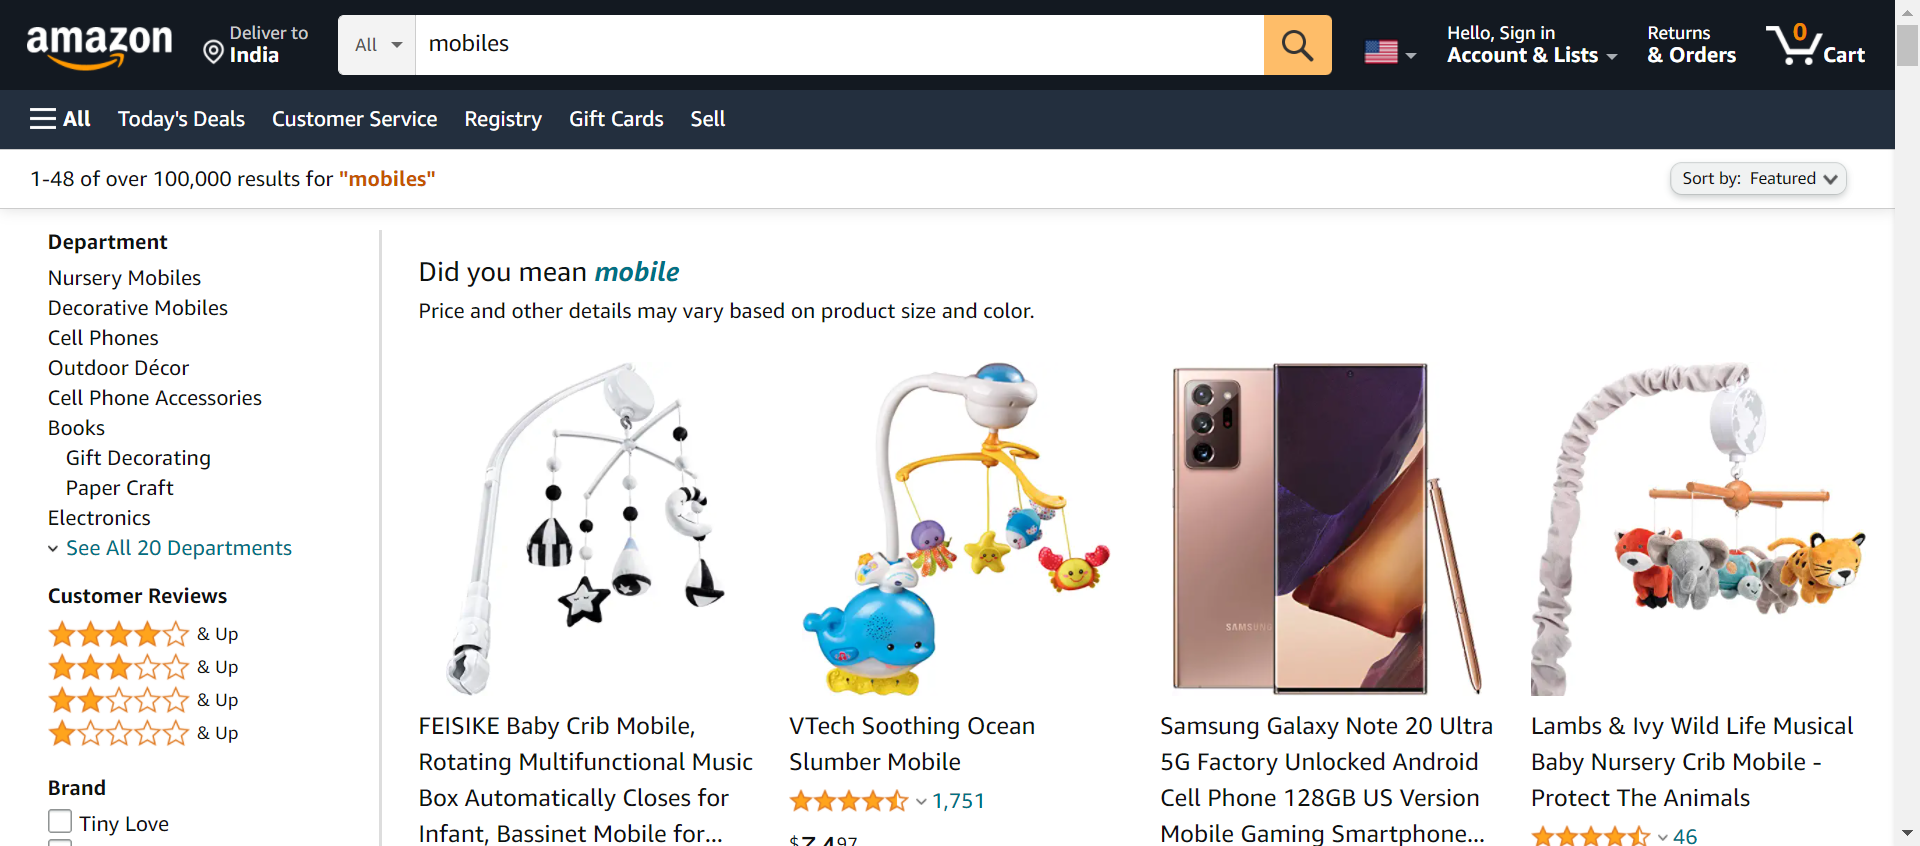 amazon
Deliver to
India
All
mobiles
Hello, Sign in
Account & Lists
Returns
& Orders
0
Cart
All
Today's Deals
Customer Service
Registry
Gift Cards
Sell
1-48 of over 100,000 results for "mobiles"
Sort by: Featured
Department
Nursery Mobiles
Decorative Mobiles
Cell Phones
Outdoor Décor
Cell Phone Accessories
Books
Gift Decorating
Paper Craft
Electronics
See All 20 Departments
Customer Reviews
& Up
& Up
& Up
& Up
Brand
Tiny Love
Did you mean mobile
Price and other details may vary based on product size and color.
SAMSUNG
FEISIKE Baby Crib Mobile,
Rotating Multifunctional Music
Box Automatically Closes for
Infant, Bassinet Mobile for...
VTech Soothing Ocean
Slumber Mobile
1,751
Samsung Galaxy Note 20 Ultra
5G Factory Unlocked Android
Cell Phone 128GB US Version
Mobile Gaming Smartphone...
Lambs & Ivy Wild Life Musical
Baby Nursery Crib Mobile -
Protect The Animals
46